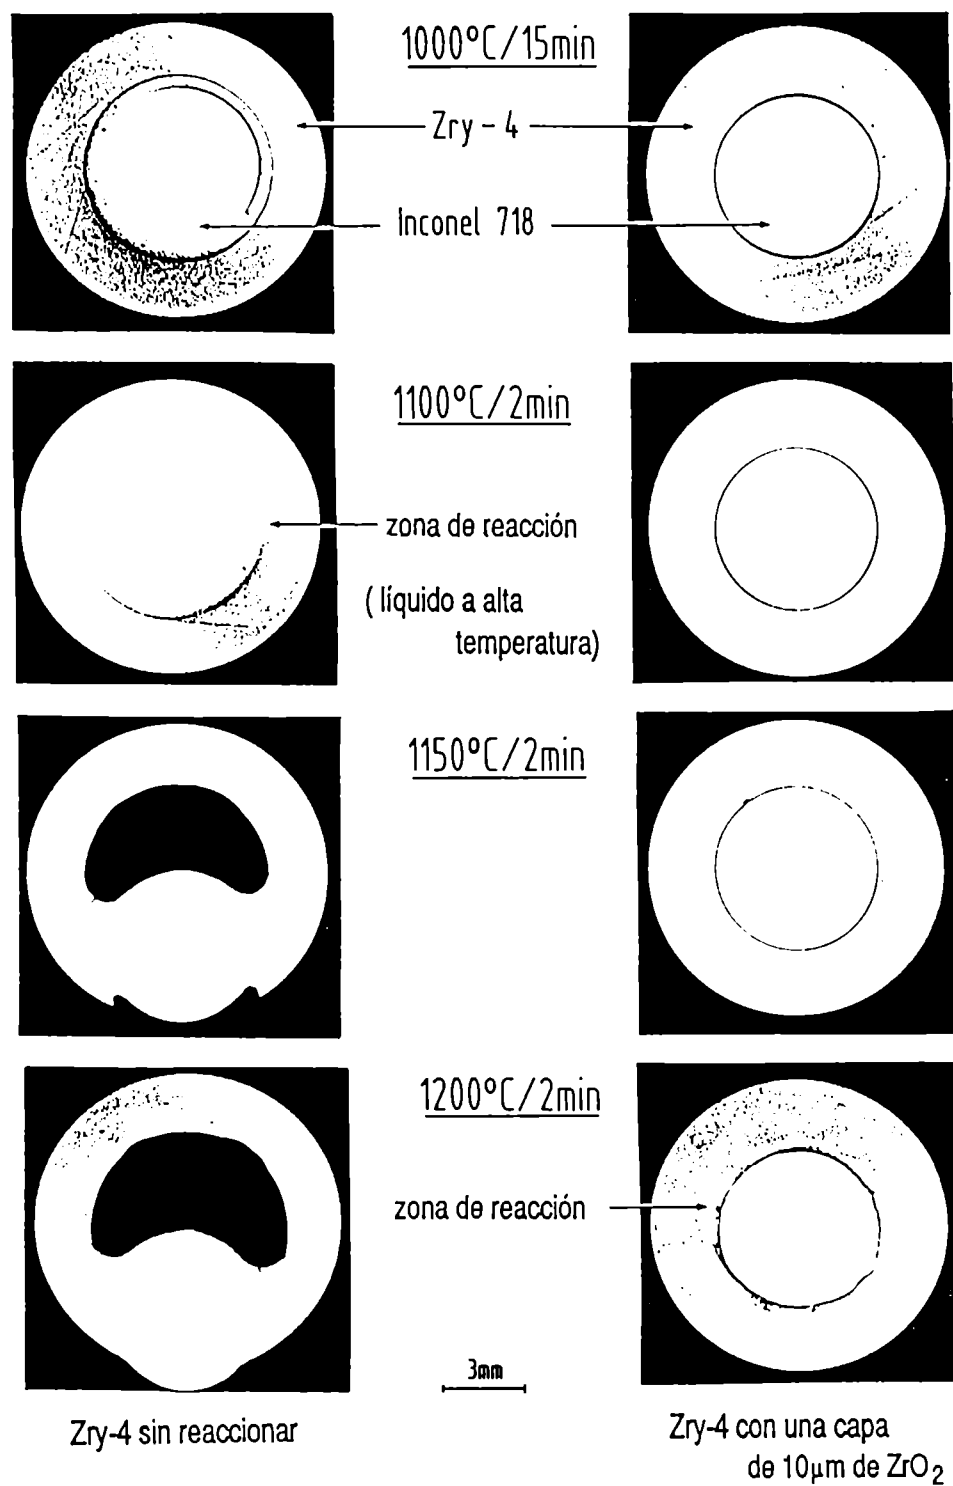 1000°C/15min
Zry-4
Inconel 718
1100°C/2min
zona de reacción
(líquido a alta
temperatura)
1150°C/2min
1200°C/2min
zona de reacción
3mm
Zry-4 sin reaccionar
Zry-4 con una capa
de 10μm de ZrO₂